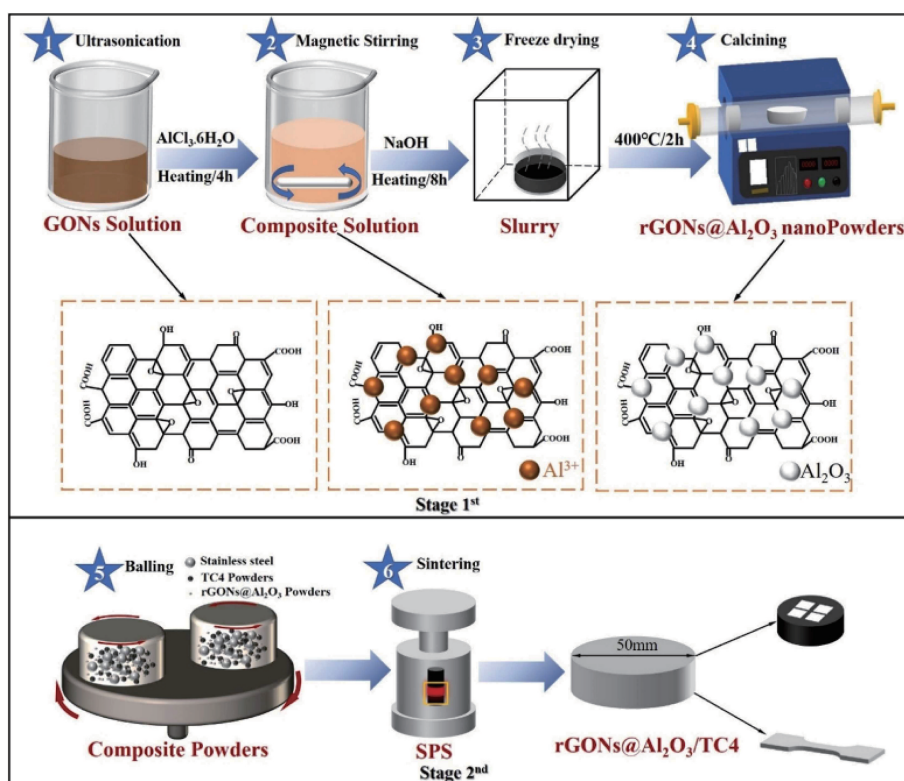 1 Ultrasonication
2 Magnetic Stirring
3 Freeze drying
4 Calcining
AlCl₃.6H₂O
Heating/4h
NaOH
Heating/8h
400°C/2h
GONs Solution
Composite Solution
Slurry
rGONs@Al₂O₃ nanoPowders
OH
O
COOH
COOH
O
O
COOH
O
O
OH
COOH
OH
O
OH
O
COOH
COOH
O
COOH
O
O
OH
COOH
OH
O
Al³⁺
OH
O
COOH
COOH
O
COOH
O
O
OH
COOH
OH
O
Al₂O₃
Stage 1st
5 Balling
Stainless steel
TC4 Powders
rGONs@Al₂O₃ Powders
6 Sintering
50mm
Composite Powders
SPS
rGONs@Al₂O₃/TC4
Stage 2nd